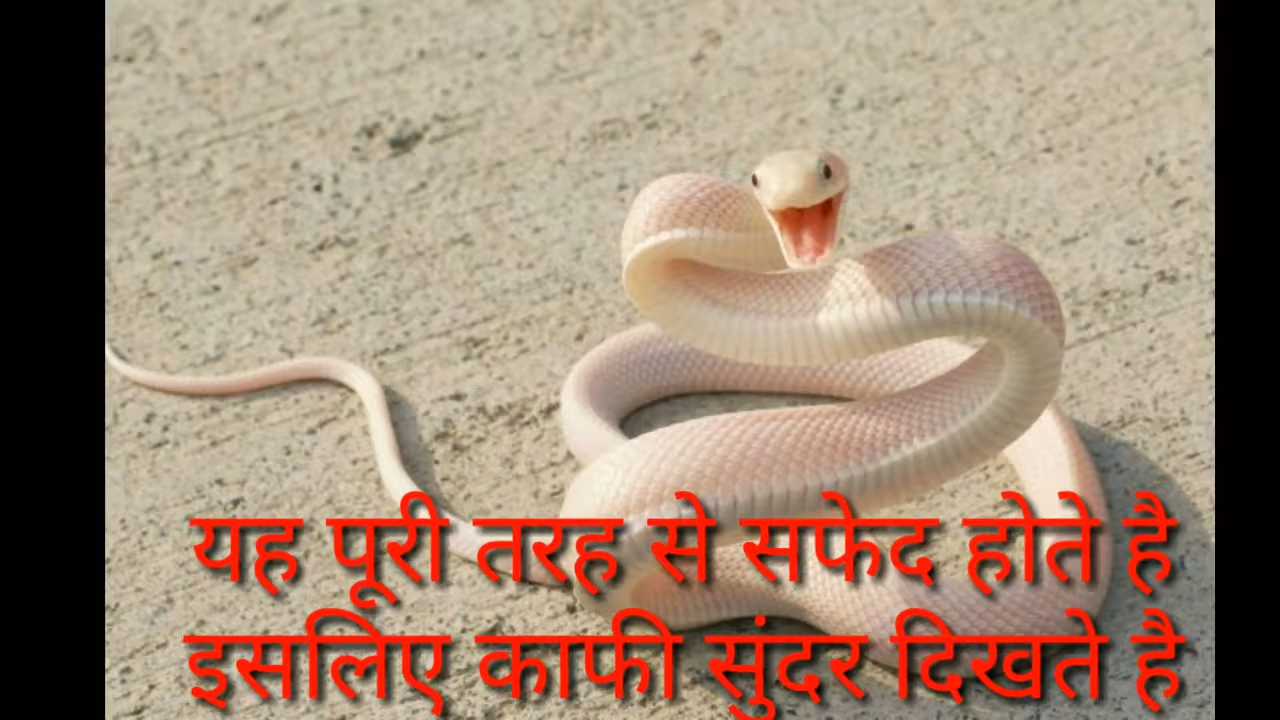 यह पूरी तरह से सफेद होते है
इसलिए काफी सुंदर दिखते है